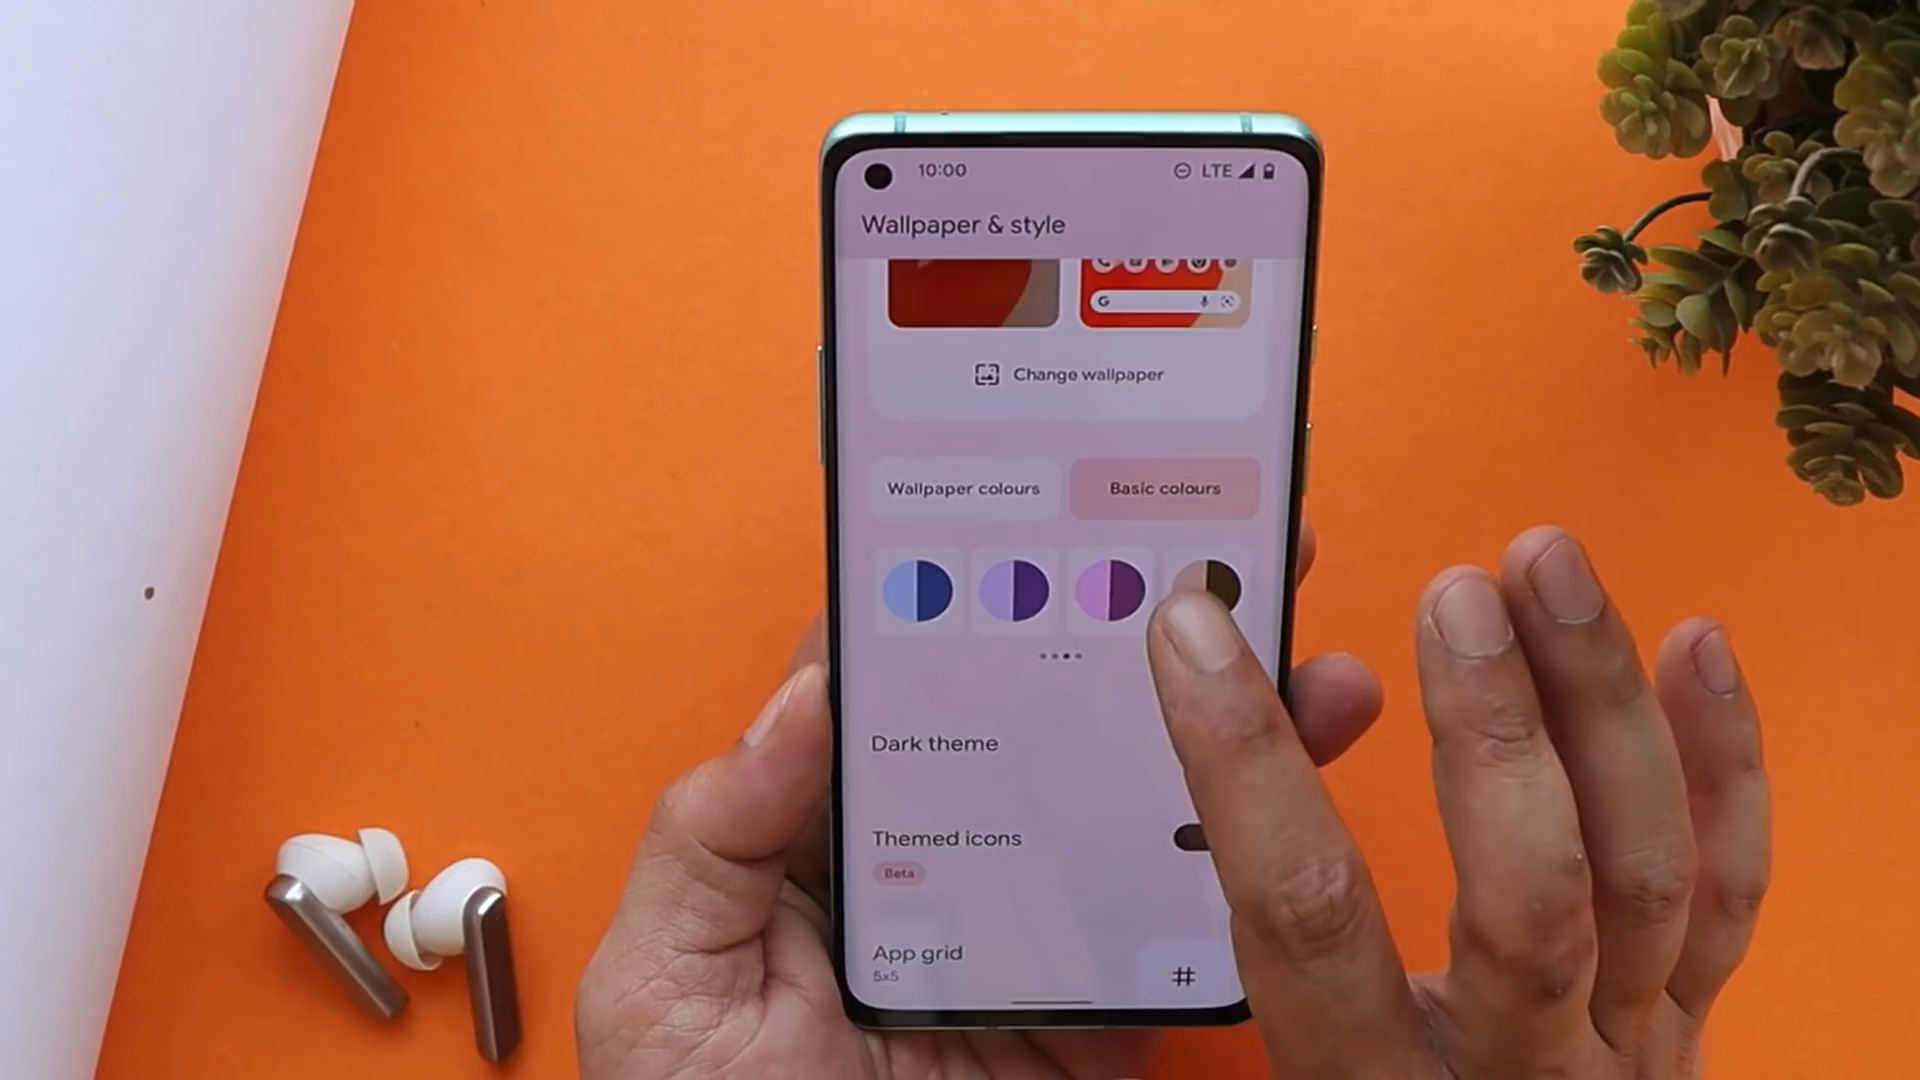 10:00 LTE
Wallpaper & style
G
Change wallpaper
Wallpaper colours
Basic colours
Dark theme
Themed icons
Beta
App grid
5x5